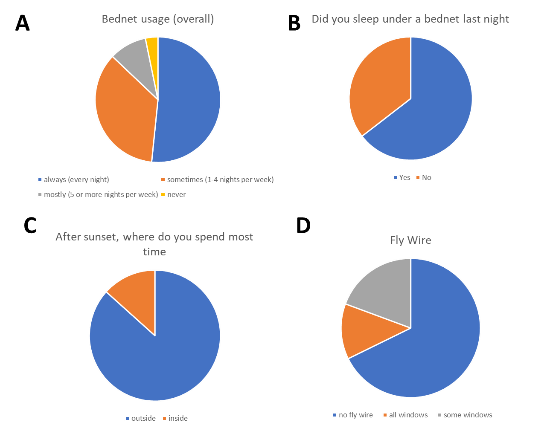 A
Bednet usage (overall)
always (every night)
sometimes (1-4 nights per week)
mostly (5 or more nights per week)
never
B
Did you sleep under a bednet last night
Yes
No
C
After sunset, where do you spend most
time
outside
inside
D
Fly Wire
no fly wire
all windows
some windows